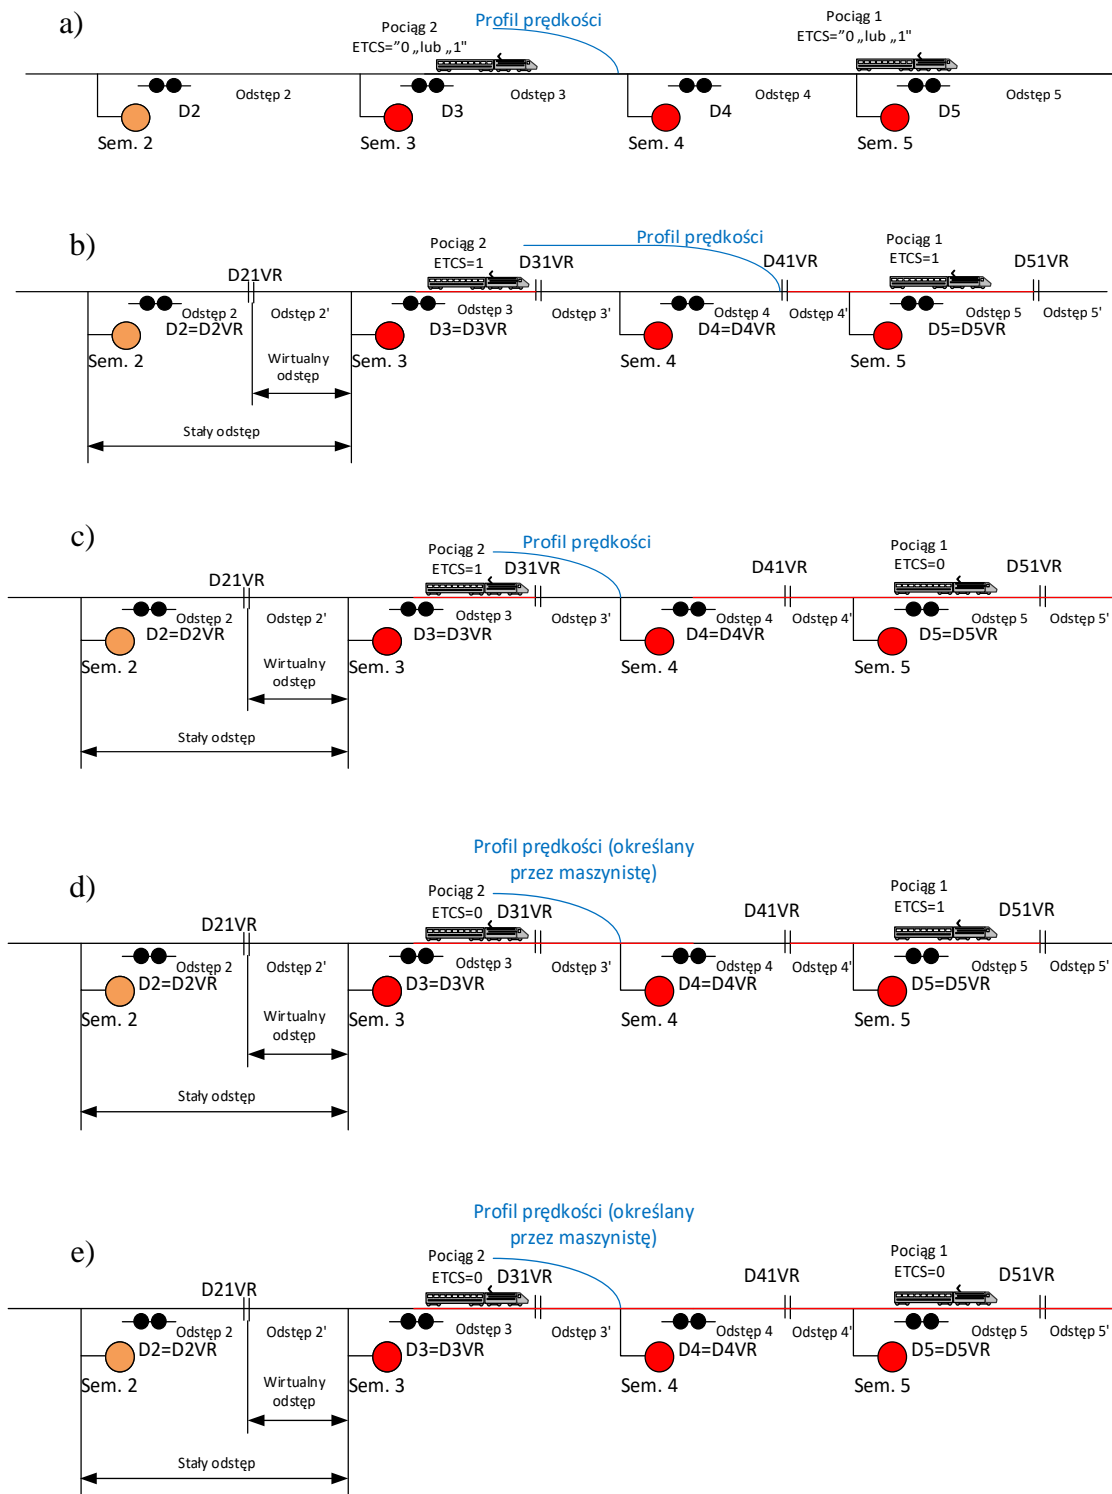 a)
Pociąg 2
ETCS=”0 „lub „1"
Profil prędkości
Pociąg 1
ETCS=”0 „lub „1"
Odstęp 2
Odstęp 3
Odstęp 4
Odstęp 5
D2
D3
D4
D5
Sem. 2
Sem. 3
Sem. 4
Sem. 5
b)
Pociąg 2
ETCS=1
Profil prędkości
Pociąg 1
ETCS=1
D21VR
D31VR
D41VR
D51VR
Odstęp 2
Odstęp 2'
Odstęp 3
Odstęp 3'
Odstęp 4
Odstęp 4'
Odstęp 5
Odstęp 5'
D2=D2VR
D3=D3VR
D4=D4VR
D5=D5VR
Sem. 2
Sem. 3
Sem. 4
Sem. 5
Wirtualny
odstęp
Stały odstęp
c)
Pociąg 2
ETCS=1
Profil prędkości
Pociąg 1
ETCS=0
D21VR
D31VR
D41VR
D51VR
Odstęp 2
Odstęp 2'
Odstęp 3
Odstęp 3'
Odstęp 4
Odstęp 4'
Odstęp 5
Odstęp 5'
D2=D2VR
D3=D3VR
D4=D4VR
D5=D5VR
Sem. 2
Sem. 3
Sem. 4
Sem. 5
Wirtualny
odstęp
Stały odstęp
d)
Profil prędkości (określany
przez maszynistę)
Pociąg 2
ETCS=0
Pociąg 1
ETCS=1
D21VR
D31VR
D41VR
D51VR
Odstęp 2
Odstęp 2'
Odstęp 3
Odstęp 3'
Odstęp 4
Odstęp 4'
Odstęp 5
Odstęp 5'
D2=D2VR
D3=D3VR
D4=D4VR
D5=D5VR
Sem. 2
Sem. 3
Sem. 4
Sem. 5
Wirtualny
odstęp
Stały odstęp
e)
Profil prędkości (określany
przez maszynistę)
Pociąg 2
ETCS=0
Pociąg 1
ETCS=0
D21VR
D31VR
D41VR
D51VR
Odstęp 2
Odstęp 2'
Odstęp 3
Odstęp 3'
Odstęp 4
Odstęp 4'
Odstęp 5
Odstęp 5'
D2=D2VR
D3=D3VR
D4=D4VR
D5=D5VR
Sem. 2
Sem. 3
Sem. 4
Sem. 5
Wirtualny
odstęp
Stały odstęp